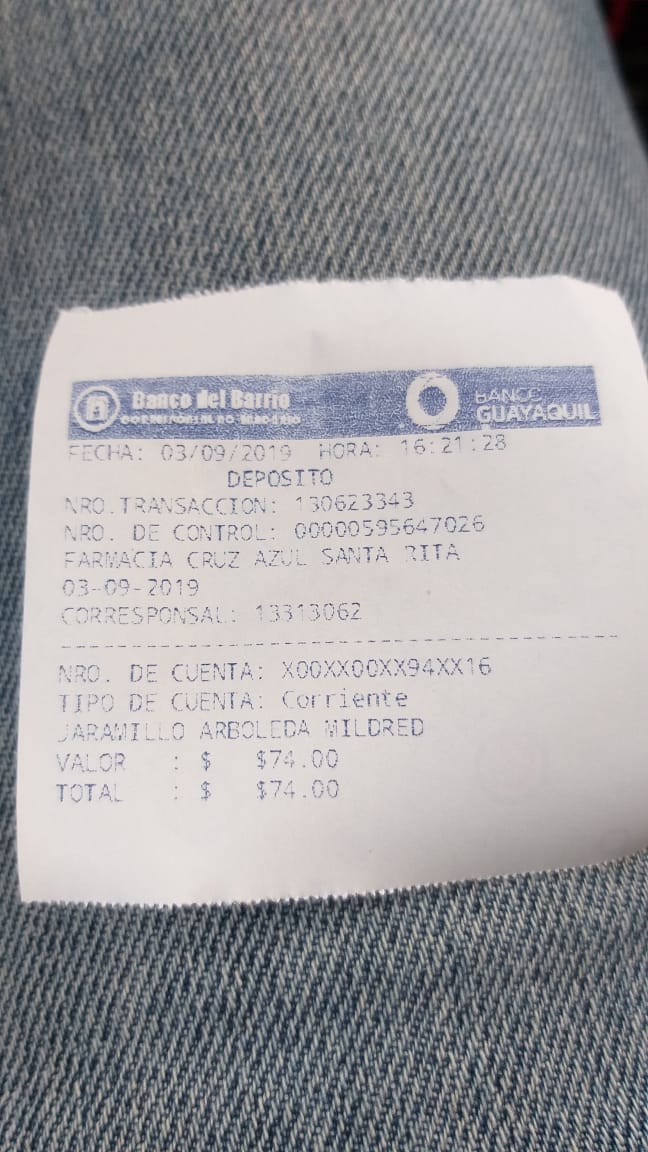 Banco del Barrio
BANCO
GUAYAQUIL
FECHA: 03/09/2019 HORA: 16:21:28
DEPOSITO
NRO.TRANSACCION: 130623343
NRO. DE CONTROL: 00000595647026
FARMACIA CRUZ AZUL SANTA RITA
03-09-2019
CORRESPONSAL: 13313062
NRO. DE CUENTA: X00XX00XX94XX16
TIPO DE CUENTA: Corriente
JARAMILLO ARBOLEDA MILDRED
VALOR : $ $74.00
TOTAL : $ $74.00